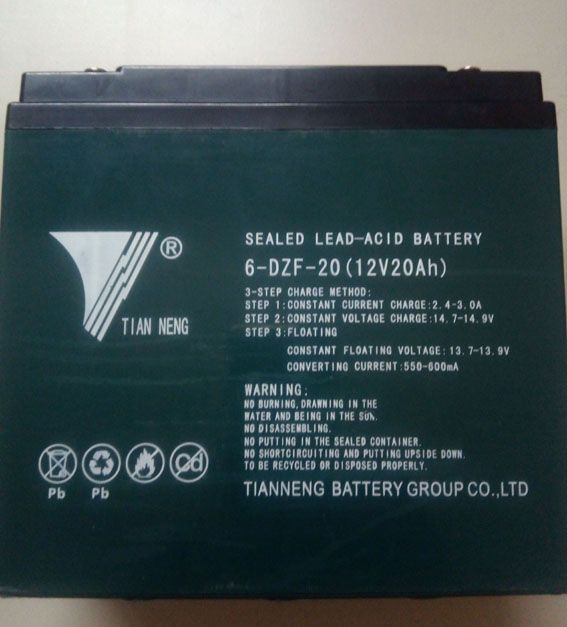 SEALED LEAD-ACID BATTERY
6-DZF-20(12V20Ah)
3-STEP CHARGE METHOD:
STEP 1:CONSTANT CURRENT CHARGE:2.4-3.0A
STEP 2:CONSTANT VOLTAGE CHARGE:14.7-14.9V
STEP 3:FLOATING
CONSTANT FLOATING VOLTAGE:13.7-13.9V
CONVERTING CURRENT:550-600mA
®
TIAN NENG
WARNING:
NO BURNING, DRAWNING IN THE
WATER AND BEING IN THE SUN.
NO DISASSEMBLING.
NO PUTTING IN THE SEALED CONTAINER.
NO SHORTCIRCUITING AND PUTTING UPSIDE DOWN.
TO BE RECYCLED OR DISPOSED PROPERLY.
Cd
Pb Pb
TIANNENG BATTERY GROUP CO.,LTD